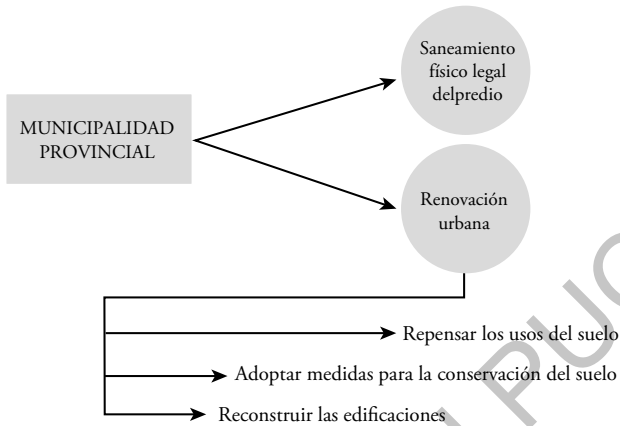 Saneamiento
físico legal
delpredio
MUNICIPALIDAD
PROVINCIAL
Renovación
urbana
Repensar los usos del suelo
Adoptar medidas para la conservación del suelo
Reconstruir las edificaciones
PUC